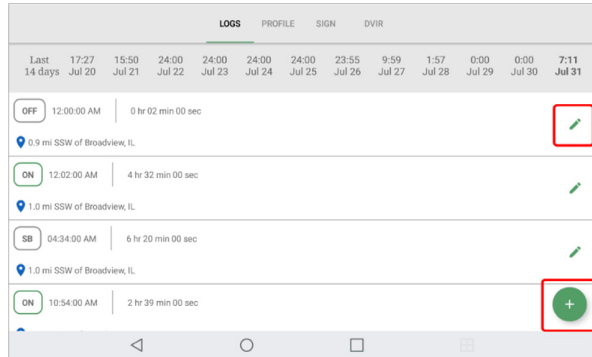 LOGS PROFILE SIGN DVIR
Last 14 days
17:27 Jul 20
15:50 Jul 21
24:00 Jul 22
24:00 Jul 23
24:00 Jul 24
24:00 Jul 25
23:55 Jul 26
9:59 Jul 27
1:57 Jul 28
0:00 Jul 29
0:00 Jul 30
7:11 Jul 31
OFF 12:00:00 AM 0 hr 02 min 00 sec
0.9 mi SSW of Broadview, IL
ON 12:02:00 AM 4 hr 32 min 00 sec
1.0 mi SSW of Broadview, IL
SB 04:34:00 AM 6 hr 20 min 00 sec
1.0 mi SSW of Broadview, IL
ON 10:54:00 AM 2 hr 39 min 00 sec